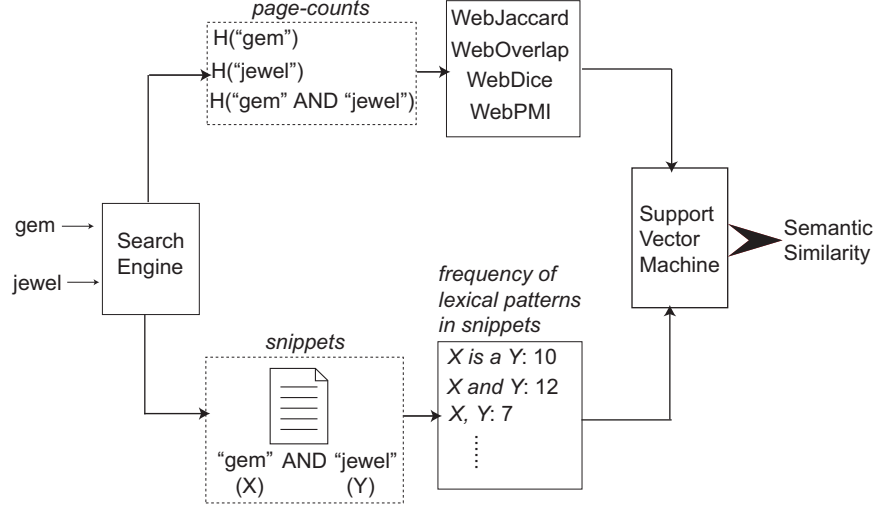 page-counts
H(“gem”)
H(“jewel”)
H(“gem” AND “jewel”)
WebJaccard
WebOverlap
WebDice
WebPMI
gem
jewel
Search
Engine
Support
Vector
Machine
Semantic
Similarity
snippets
“gem” AND “jewel”
(X) (Y)
frequency of
lexical patterns
in snippets
X is a Y: 10
X and Y: 12
X, Y: 7